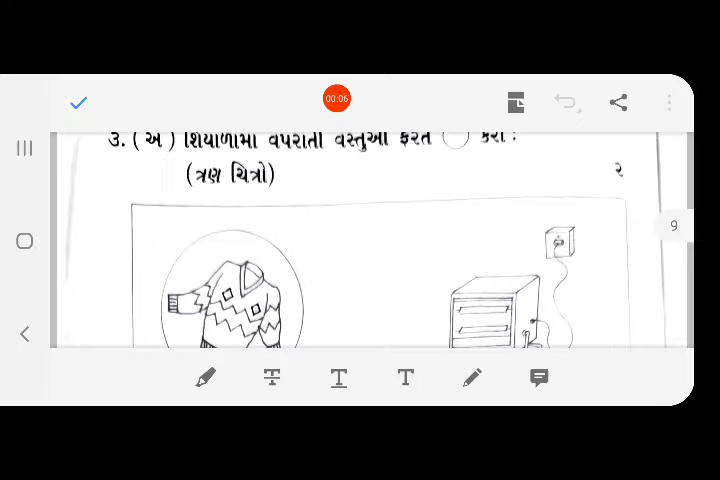 00:06
૩. ( અ ) શિયાળામાં વપરાતી વસ્તુઓ ફરતે ◯ કરો :
(ત્રણ ચિત્રો) ૨
9
T T T